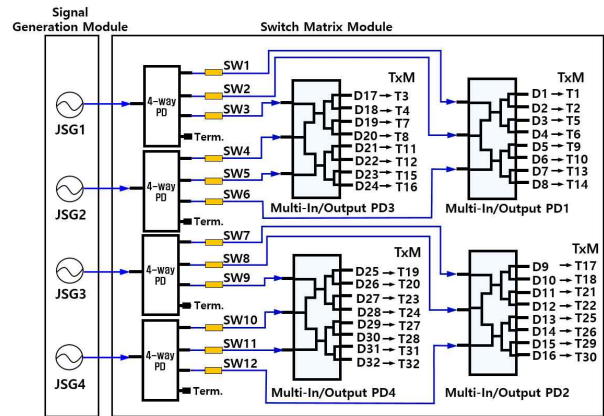 Signal
Generation Module
Switch Matrix Module
JSG1
JSG2
JSG3
JSG4
4-way
PD
Term.
4-way
PD
Term.
4-way
PD
Term.
4-way
PD
Term.
SW1
SW2
SW3
SW4
SW5
SW6
SW7
SW8
SW9
SW10
SW11
SW12
TxM
D17→T3
D18→T4
D19→T7
D20→T8
D21→T11
D22→T12
D23→T15
D24→T16
Multi-In/Output PD3
TxM
D1→T1
D2→T2
D3→T5
D4→T6
D5→T9
D6→T10
D7→T13
D8→T14
Multi-In/Output PD1
TxM
D25→T19
D26→T20
D27→T23
D28→T24
D29→T27
D30→T28
D31→T31
D32→T32
Multi-In/Output PD4
TxM
D9→T17
D10→T18
D11→T21
D12→T22
D13→T25
D14→T26
D15→T29
D16→T30
Multi-In/Output PD2